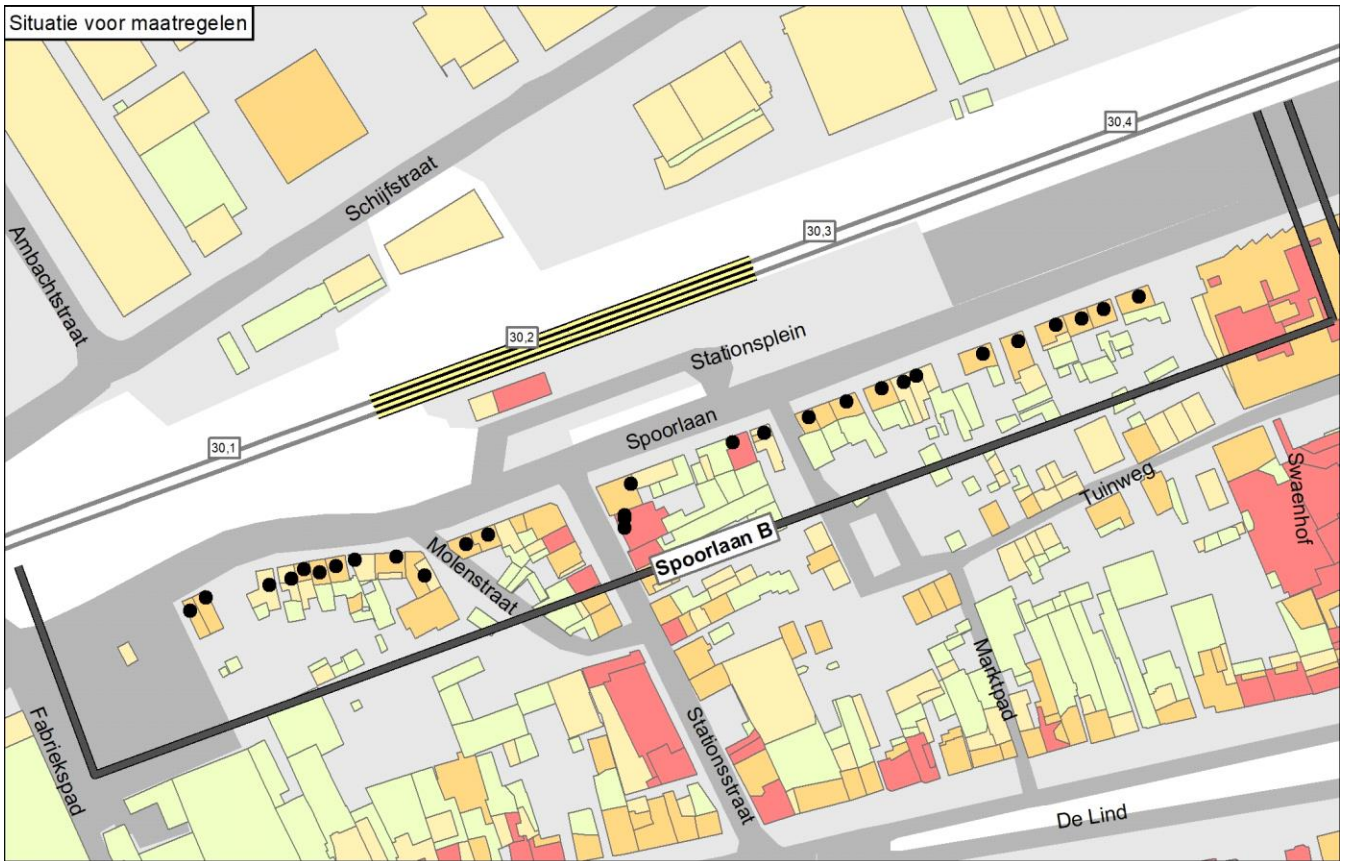 Situatie voor maatregelen
30,4
Schijfstraat
Ambachtstraat
30,3
30,2
Stationsplein
30,1
Spoorlaan
Swaenhof
Tuinweg
Spoorlaan B
Molenstraat
Marktpad
Fabriekspad
Stationsstraat
De Lind